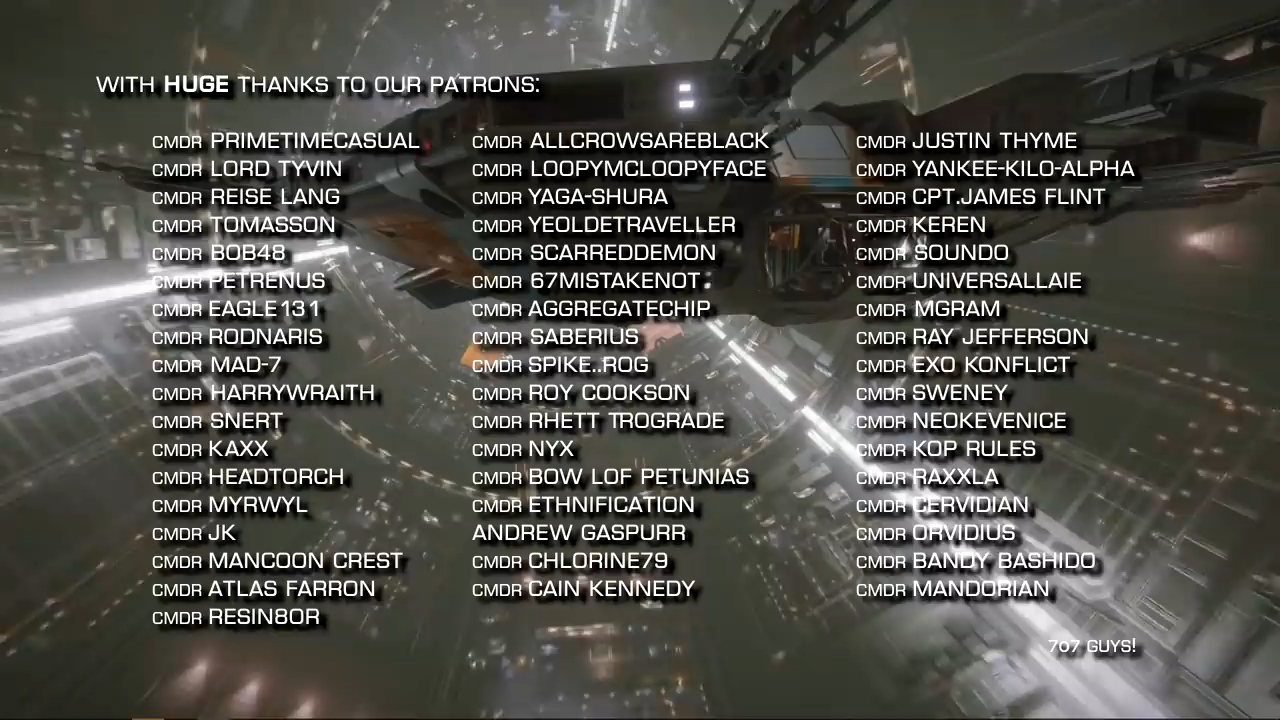 WITH HUGE THANKS TO OUR PATRONS:
CMDR PRIMETIMECASUAL
CMDR LORD TYVIN
CMDR REISE LANG
CMDR TOMASSON
CMDR BOB48
CMDR PETRENUS
CMDR EAGLE131
CMDR RODNARIS
CMDR MAD-7
CMDR HARRYWRAITH
CMDR SNERT
CMDR KAXX
CMDR HEADTORCH
CMDR MYRWYL
CMDR JK
CMDR MANCOON CREST
CMDR ATLAS FARRON
CMDR RESIN8OR
CMDR ALLCROWSAREBLACK
CMDR LOOPYMCLOOPYFACE
CMDR YAGA-SHURA
CMDR YEOLDETRAVELLER
CMDR SCARREDDEMON
CMDR 67MISTAKENOT
CMDR AGGREGATECHIP
CMDR SABERIUS
CMDR SPIKE..ROG
CMDR ROY COOKSON
CMDR RHETT TROGRADE
CMDR NYX
CMDR BOW LOF PETUNIAS
CMDR ETHNIFICATION
ANDREW GASPURR
CMDR CHLORINE79
CMDR CAIN KENNEDY
CMDR JUSTIN THYME
CMDR YANKEE-KILO-ALPHA
CMDR CPT.JAMES FLINT
CMDR KEREN
CMDR SOUNDO
CMDR UNIVERSALLAIE
CMDR MGRAM
CMDR RAY JEFFERSON
CMDR EXO KONFLICT
CMDR SWENEY
CMDR NEOKEVENICE
CMDR KOP RULES
CMDR RAXXLA
CMDR CERVIDIAN
CMDR ORVIDIUS
CMDR BANDY BASHIDO
CMDR MANDORIAN
7o7 GUYS!